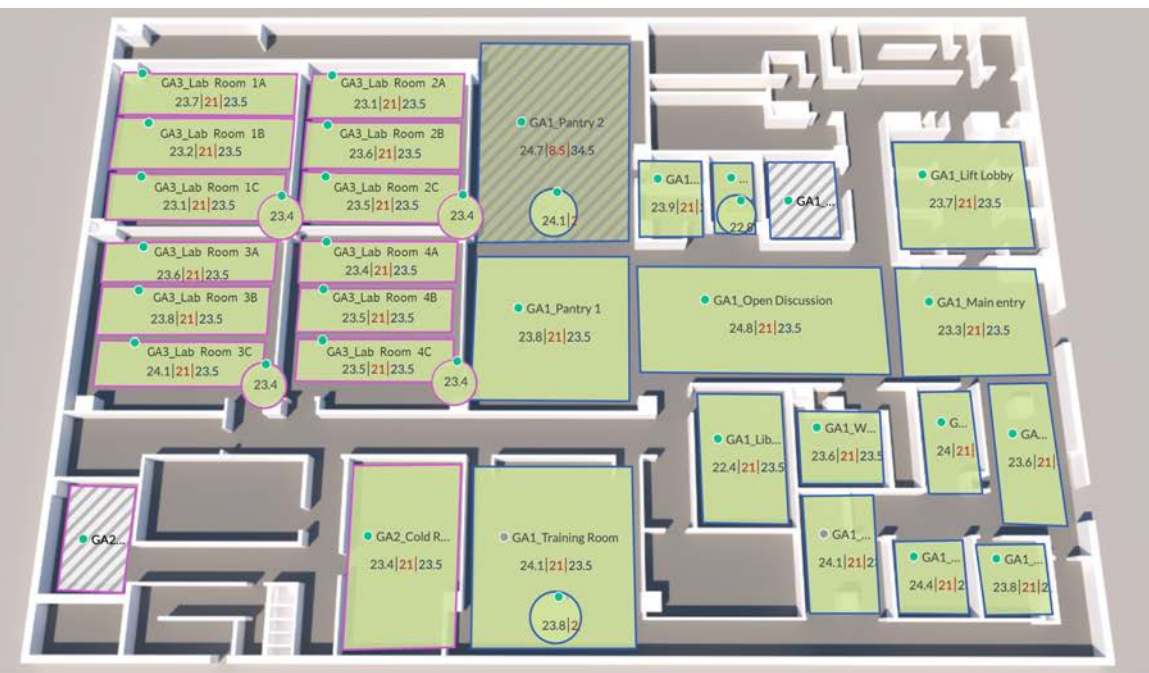 GA3_Lab Room 1A
23.7|21|23.5
GA3_Lab Room 2A
23.1|21|23.5
GA3_Lab Room 1B
23.2|21|23.5
GA3_Lab Room 2B
23.6|21|23.5
GA3_Lab Room 1C
23.1|21|23.5
23.4
GA3_Lab Room 2C
23.5|21|23.5
23.4
GA1_Pantry 2
24.7|8.5|34.5
24.1|2
GA1...
23.9|21|2
...
22.8
GA1_...
GA1_Lift Lobby
23.7|21|23.5
GA3_Lab Room 3A
23.6|21|23.5
GA3_Lab Room 4A
23.4|21|23.5
GA3_Lab Room 3B
23.8|21|23.5
GA3_Lab Room 4B
23.5|21|23.5
GA3_Lab Room 3C
24.1|21|23.5
23.4
GA3_Lab Room 4C
23.5|21|23.5
23.4
GA1_Pantry 1
23.8|21|23.5
GA1_Open Discussion
24.8|21|23.5
GA1_Main entry
23.3|21|23.5
GA1_Lib...
22.4|21|23.5
GA1_W...
23.6|21|23.5
G...
24|21|
GA...
23.6|21|
GA2...
GA2_Cold R...
23.4|21|23.5
GA1_Training Room
24.1|21|23.5
23.8|2
GA1_...
24.1|21|2
GA1_...
24.4|21|2
GA1_...
23.8|21|2